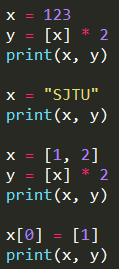 x = 123
y = [x] * 2
print(x, y)
x = "SJTU"
print(x, y)
x = [1, 2]
y = [x] * 2
print(x, y)
x[0] = [1]
print(x, y)